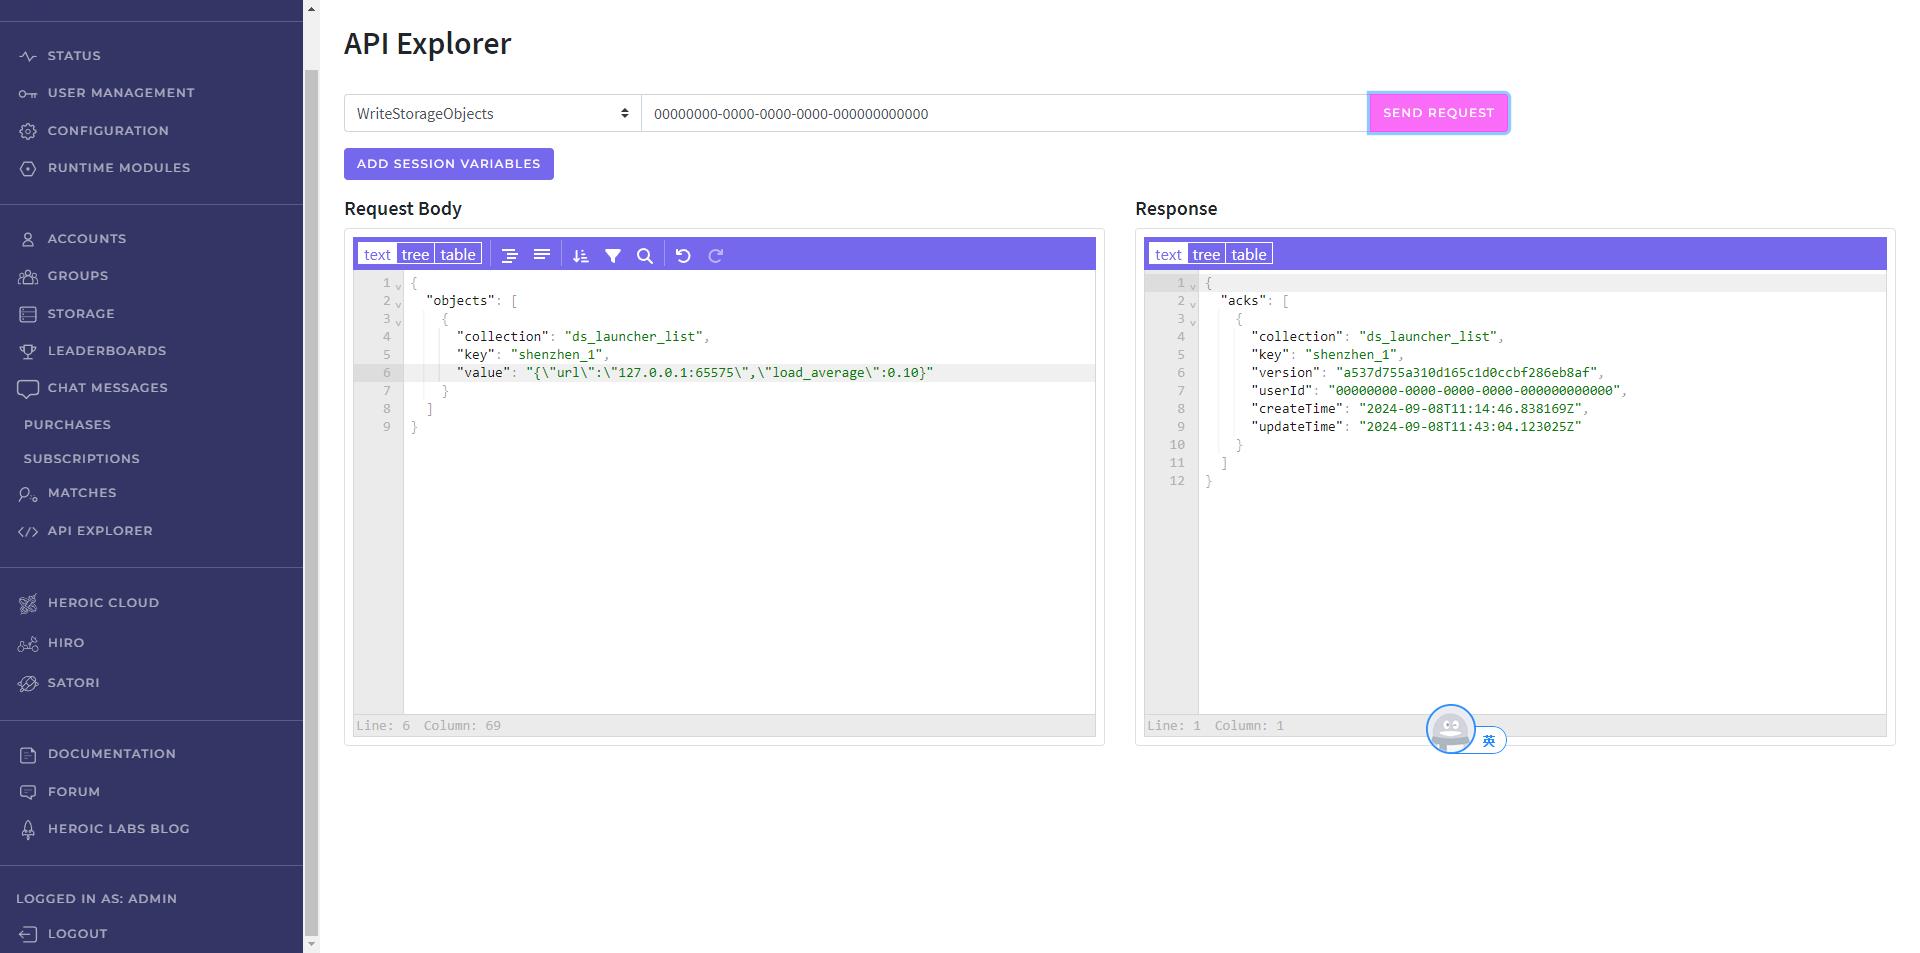 STATUS
USER MANAGEMENT
CONFIGURATION
RUNTIME MODULES
ACCOUNTS
GROUPS
STORAGE
LEADERBOARDS
CHAT MESSAGES
PURCHASES
SUBSCRIPTIONS
MATCHES
API EXPLORER
HEROIC CLOUD
HIRO
SATORI
DOCUMENTATION
FORUM
HEROIC LABS BLOG
LOGGED IN AS: ADMIN
LOGOUT
API Explorer
WriteStorageObjects 00000000-0000-0000-0000-000000000000 SEND REQUEST
ADD SESSION VARIABLES
Request Body
text tree table
1 {
2 "objects": [
3 {
4 "collection": "ds_launcher_list",
5 "key": "shenzhen_1",
6 "value": "{\"url\":\"127.0.0.1:65575\",\"load_average\":0.10}"
7 }
8 ]
9 }
Line: 6 Column: 69
Response
text tree table
1 {
2 "acks": [
3 {
4 "collection": "ds_launcher_list",
5 "key": "shenzhen_1",
6 "version": "a537d755a310d165c1d0ccbf286eb8af",
7 "userId": "00000000-0000-0000-0000-000000000000",
8 "createTime": "2024-09-08T11:14:46.838169Z",
9 "updateTime": "2024-09-08T11:43:04.123025Z"
10 }
11 ]
12 }
Line: 1 Column: 1
英